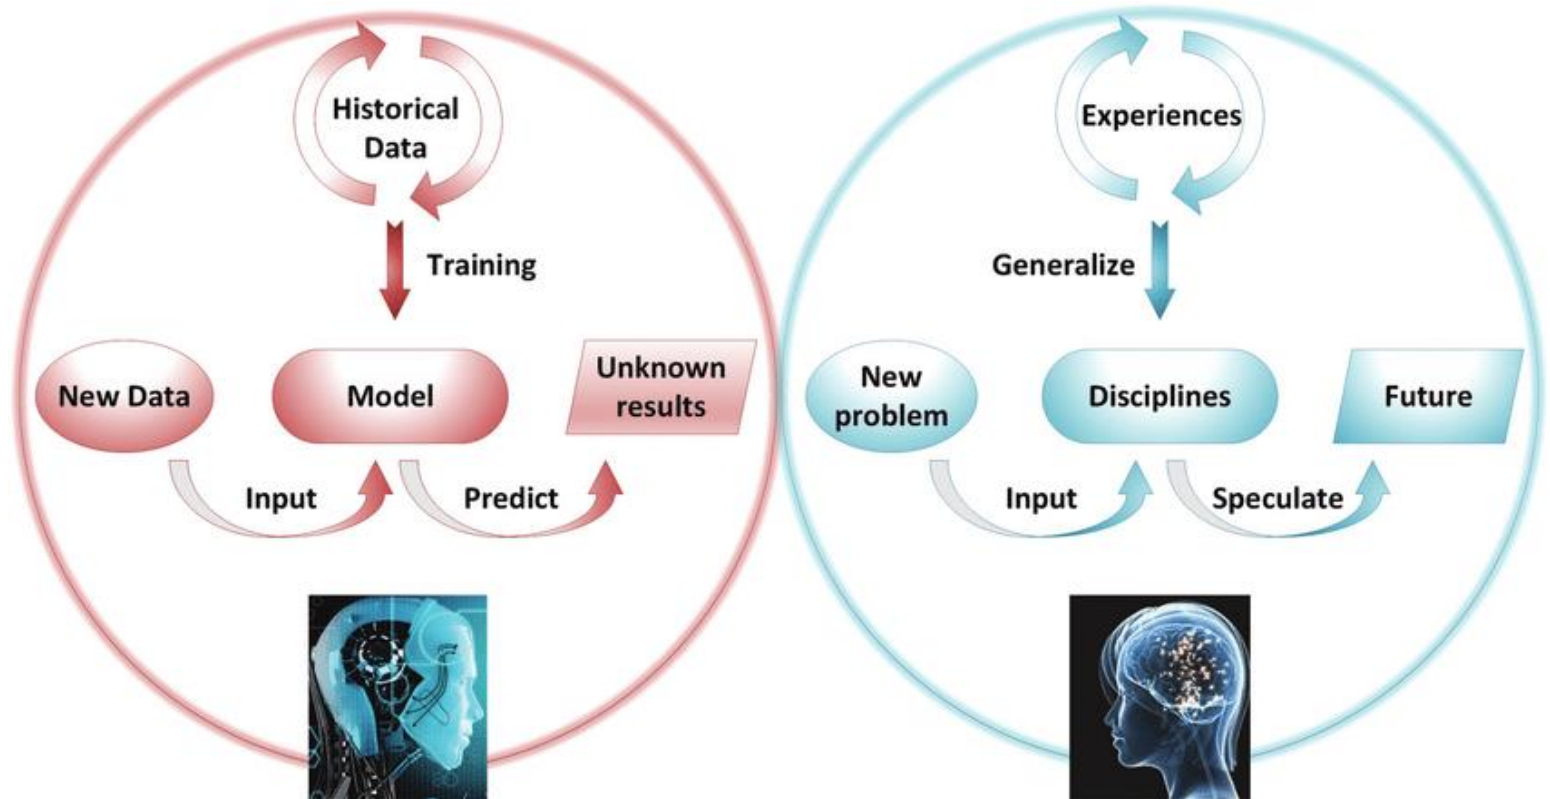 Historical
Data
Training
New Data
Model
Unknown
results
Input
Predict
Experiences
Generalize
New
problem
Disciplines
Future
Input
Speculate